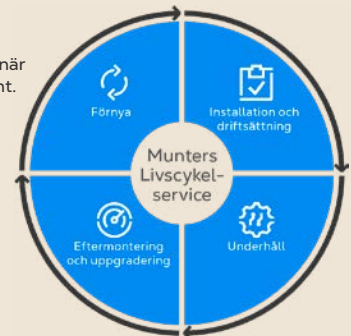 när
nt.
Förnya
Installation och
driftsättning
Munters
Livscykel-
service
Eftermontering
och uppgradering
Underhåll